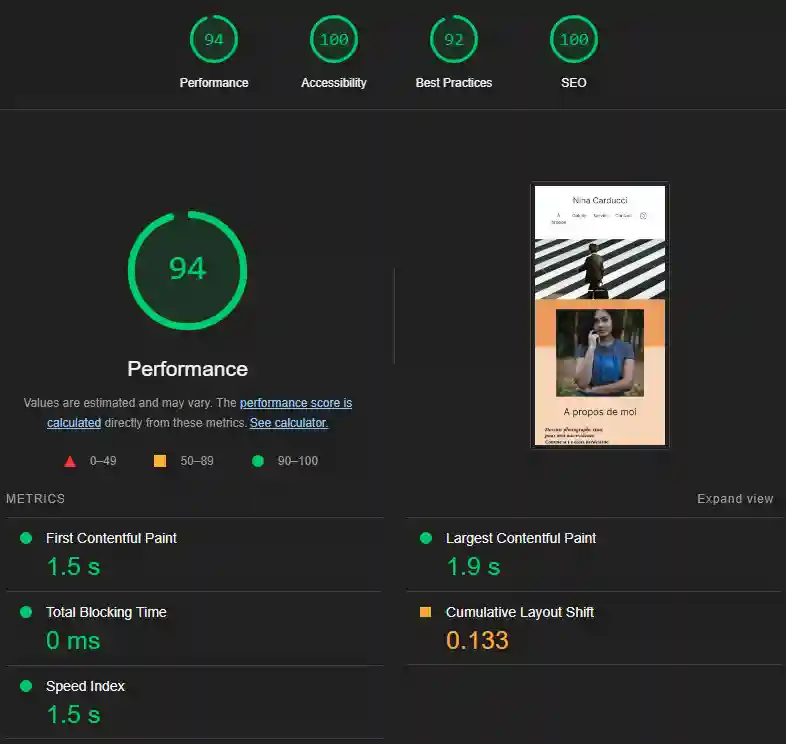 94 100 92 100
Performance Accessibility Best Practices SEO
94
Performance
Values are estimated and may vary. The performance score is
calculated directly from these metrics. See calculator.
0–49 50–89 90–100
Nina Carducci
À Galerie Services Contact
A propos de moi
METRICS Expand view
First Contentful Paint
1.5 s
Largest Contentful Paint
1.9 s
Total Blocking Time
0 ms
Cumulative Layout Shift
0.133
Speed Index
1.5 s